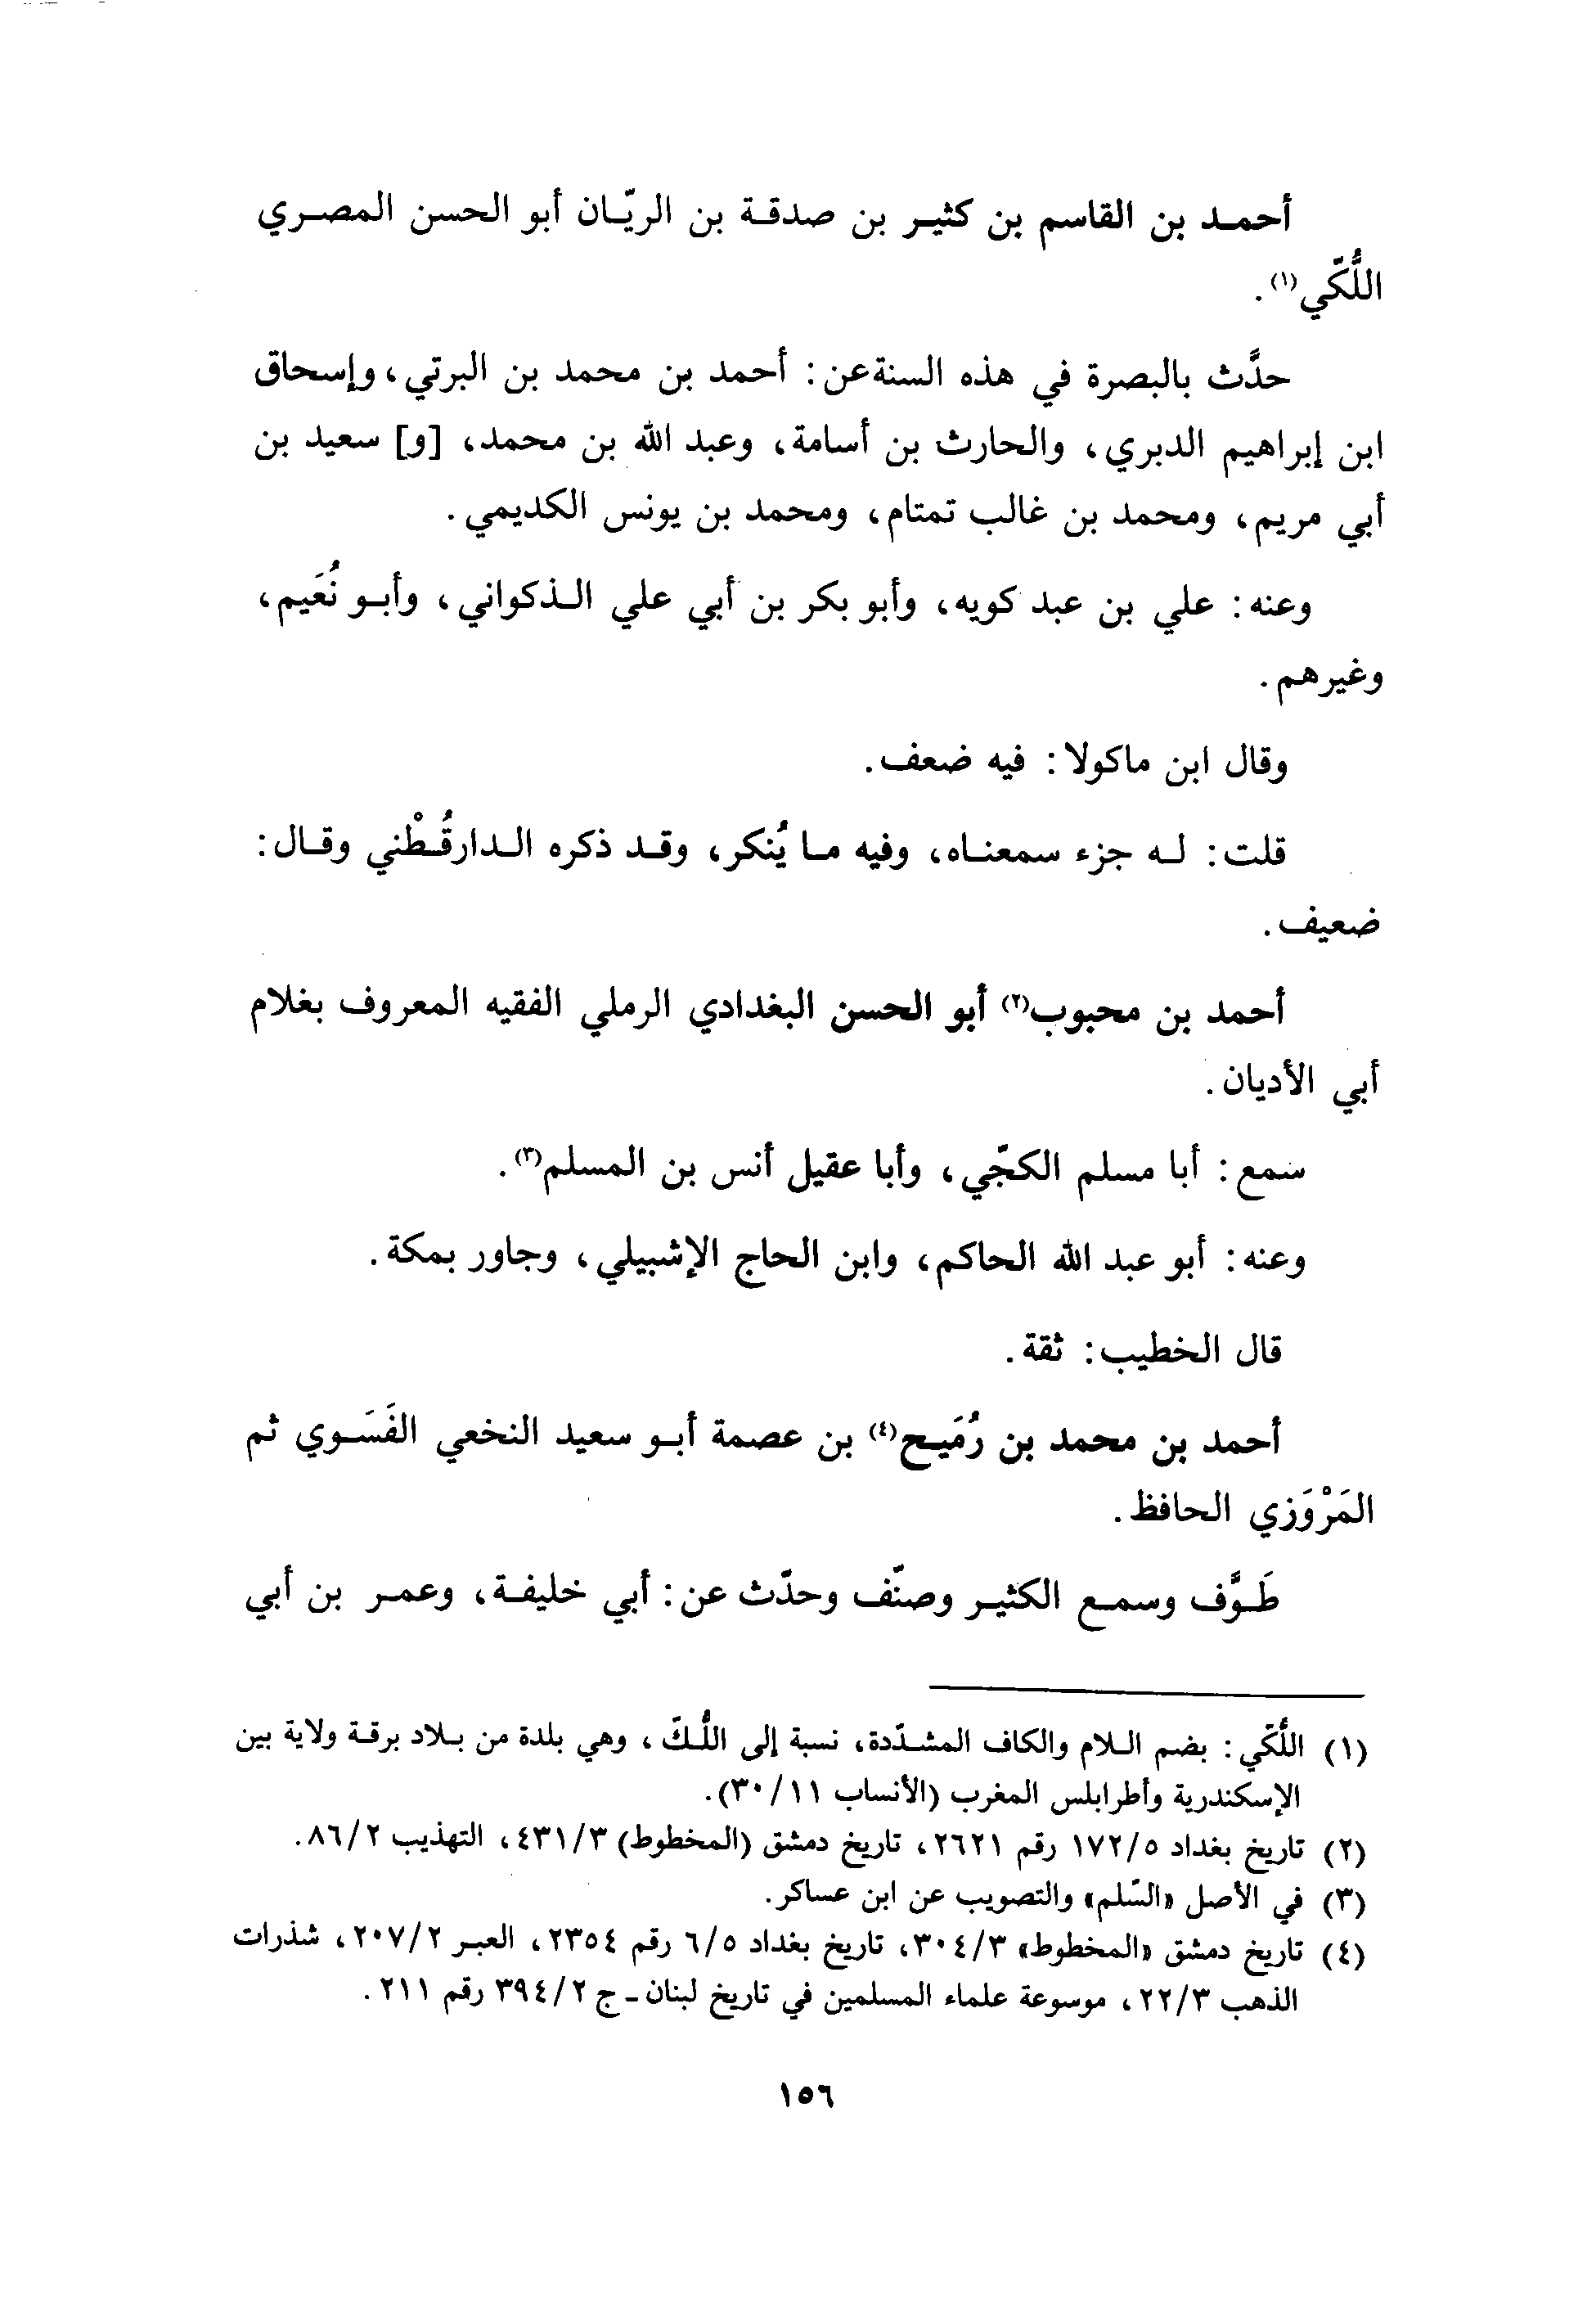 أحمد بن القاسم بن كثير بن صدقة بن الريّان أبو الحسن المصري
اللُّكّي(١).
حدَّث بالبصرة في هذه السنة عن: أحمد بن محمد بن البرتي، وإسحاق
ابن إبراهيم الدبري، والحارث بن أسامة، وعبد الله بن محمد، [و] سعيد بن
أبي مريم، ومحمد بن غالب تمتام، ومحمد بن يونس الكديمي.
وعنه: علي بن عبد كويه، وأبو بكر بن أبي علي الذكواني، وأبو نُعَيم،
وغيرهم.
وقال ابن ماكولا: فيه ضعف.
قلت: له جزء سمعناه، وفيه ما يُنكر، وقد ذكره الدارقُطْني وقال:
ضعيف.
أحمد بن محبوب(٢) أبو الحسن البغدادي الرملي الفقيه المعروف بغلام
أبي الأديان.
سمع: أبا مسلم الكجّي، وأبا عقيل أنس بن المسلم(٣).
وعنه: أبو عبد الله الحاكم، وابن الحاج الإشبيلي، وجاور بمكة.
قال الخطيب: ثقة.
أحمد بن محمد بن رُمَيح(٤) بن عصمة أبو سعيد النخعي الفَسَوي ثم
المَرْوَزي الحافظ.
طَوَّف وسمع الكثير وصنّف وحدّث عن: أبي خليفة، وعمر بن أبي
(١) اللُّكّي: بضم اللام والكاف المشدّدة، نسبة إلى اللُّكّ، وهي بلدة من بلاد برقة ولاية بين
الإسكندرية وأطرابلس المغرب (الأنساب ٣٠/١١).
(٢) تاريخ بغداد ١٧٢/٥ رقم ٢٦٢١، تاريخ دمشق (المخطوط) ٤٣١/٣، التهذيب ٨٦/٢.
(٣) في الأصل «السّلم» والتصويب عن ابن عساكر.
(٤) تاريخ دمشق «المخطوط» ٣٠٤/٣، تاريخ بغداد ٦/٥ رقم ٢٣٥٤، العبر ٢٠٧/٢، شذرات
الذهب ٢٢/٣، موسوعة علماء المسلمين في تاريخ لبنان - ج ٣٩٤/٢ رقم ٢١١.
١٥٦